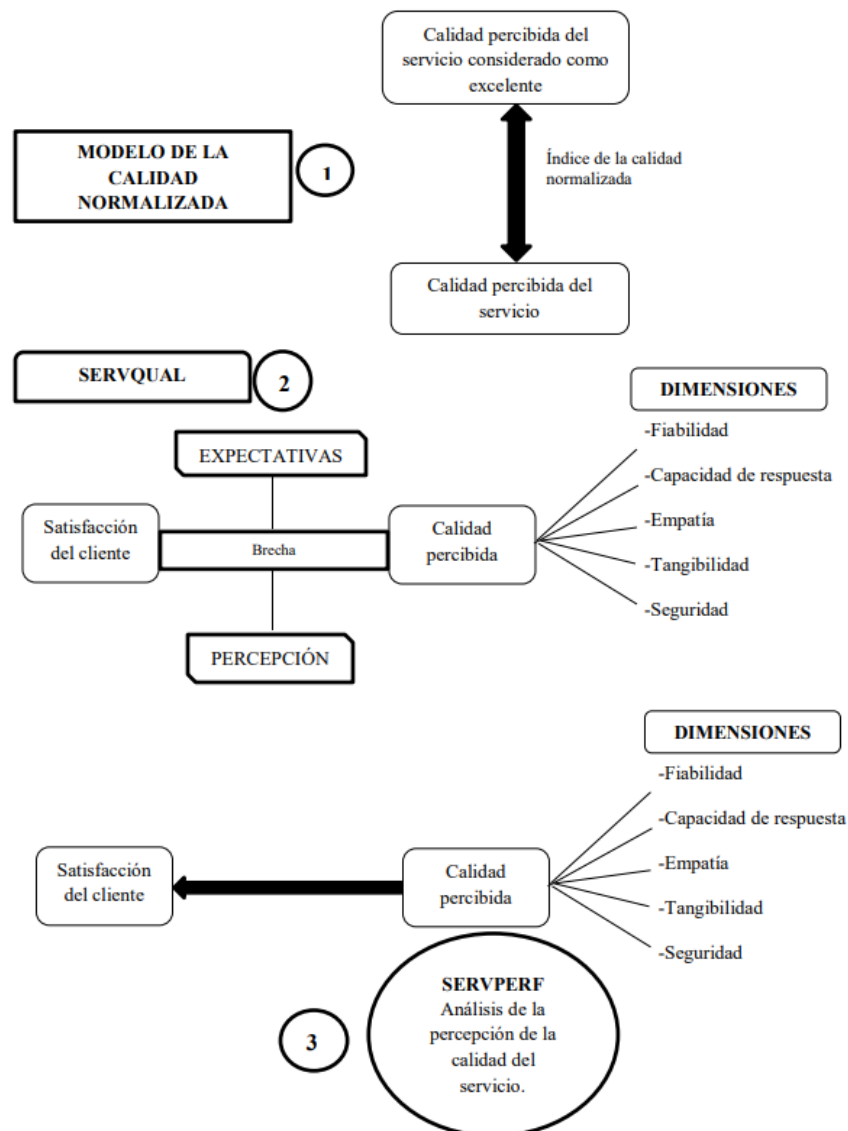 Calidad percibida del
servicio considerado como
excelente
MODELO DE LA
CALIDAD
NORMALIZADA
1
Índice de la calidad
normalizada
Calidad percibida del
servicio
SERVQUAL
2
DIMENSIONES
-Fiabilidad
EXPECTATIVAS
-Capacidad de respuesta
Satisfacción
del cliente
Brecha
Calidad
percibida
-Empatía
-Tangibilidad
-Seguridad
PERCEPCIÓN
DIMENSIONES
-Fiabilidad
-Capacidad de respuesta
Satisfacción
del cliente
Calidad
percibida
-Empatía
-Tangibilidad
-Seguridad
3
SERVPERF
Análisis de la
percepción de la
calidad del
servicio.